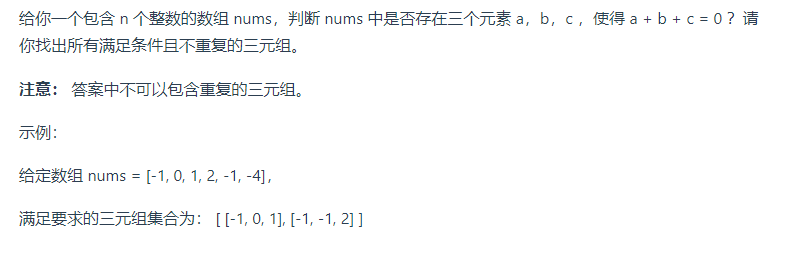 给你一个包含 n 个整数的数组 nums，判断 nums 中是否存在三个元素 a，b，c ，使得 a + b + c = 0 ？请
你找出所有满足条件且不重复的三元组。
注意： 答案中不可以包含重复的三元组。
示例：
给定数组 nums = [-1, 0, 1, 2, -1, -4]，
满足要求的三元组集合为： [ [-1, 0, 1], [-1, -1, 2] ]